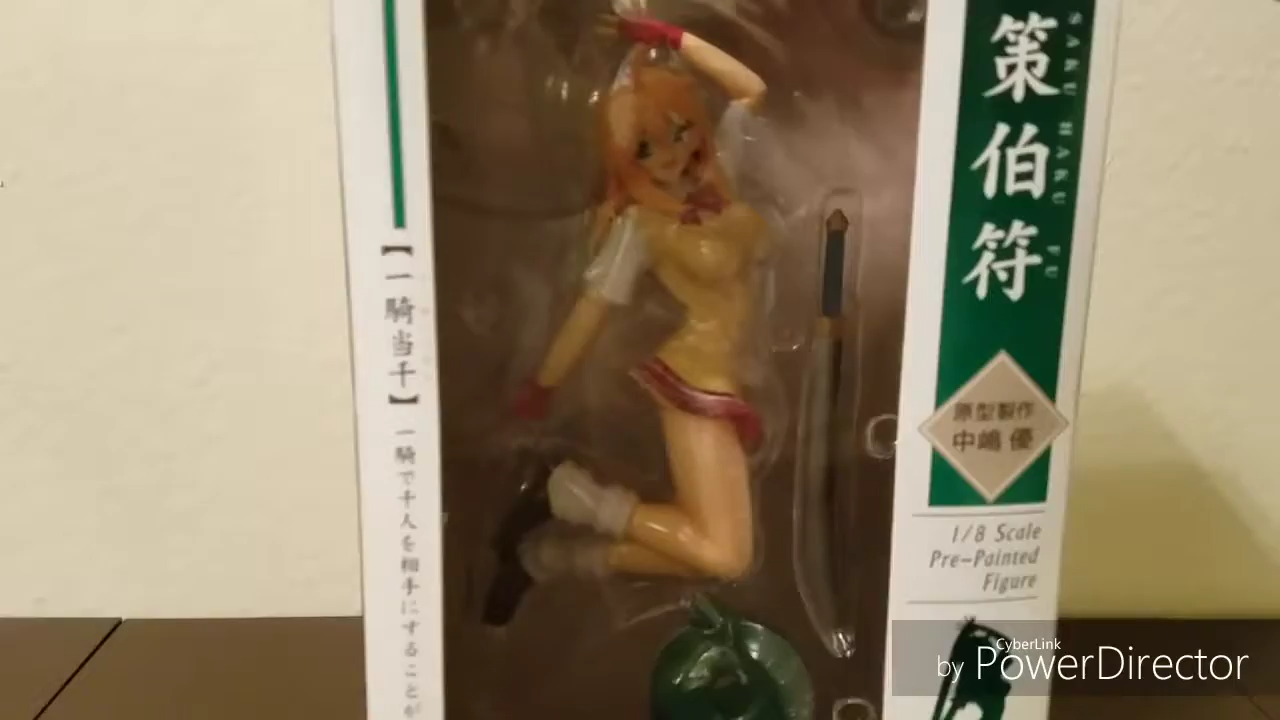 【一騎当千】
一騎で千人を相手にすることが
策伯符
SAKU HAKU FU
原型製作
中嶋 優
1/8 Scale
Pre-Painted
Figure
CyberLink
by PowerDirector